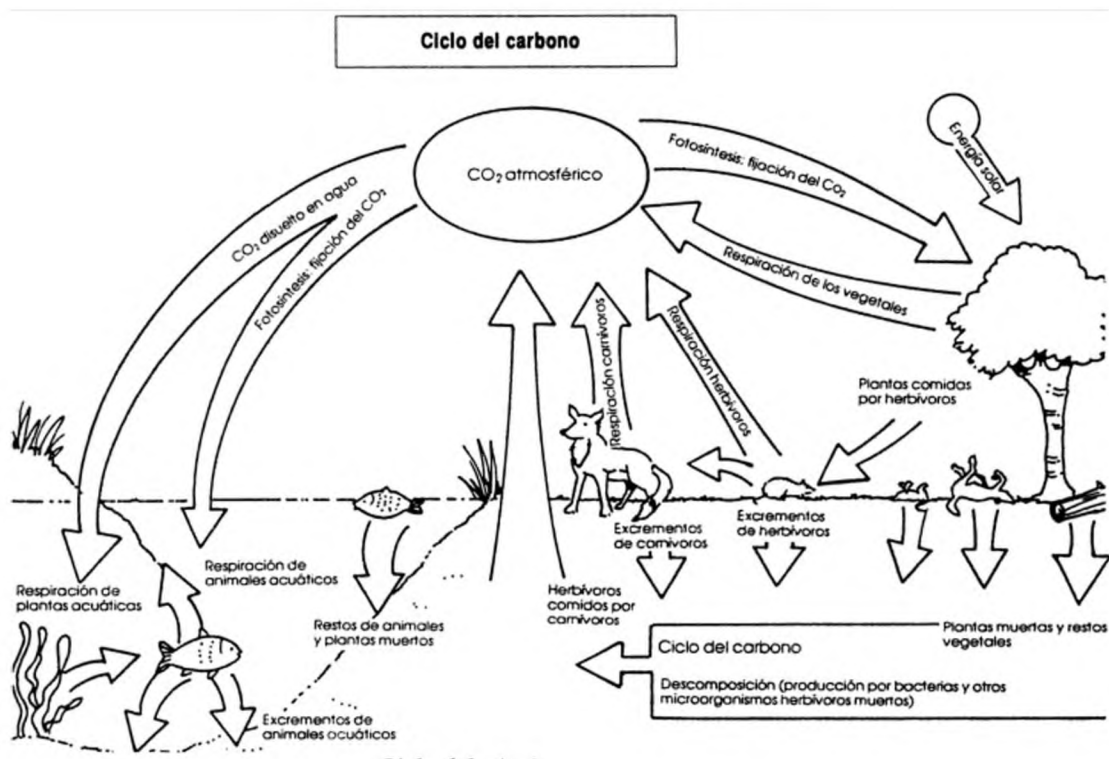 Ciclo del carbono
CO₂ atmosférico
Fotosíntesis: fijación del Co₂
Energía solar
CO₂ disuelto en agua
Fotosíntesis: fijación del CO₂
Respiración de los vegetales
Respiración carnívoros
Respiración herbívoros
Plantas comidas
por herbívoros
Excrementos
de carnívoros
Excrementos
de herbívoros
Respiración de
plantas acuáticas
Respiración de
animales acuáticos
Restos de animales
y plantas muertos
Herbívoros
comidos por
carnívoros
Plantas muertas y restos
vegetales
Ciclo del carbono
Descomposición (producción por bacterias y otros
microorganismos herbívoros muertos)
Excrementos de
animales acuáticos